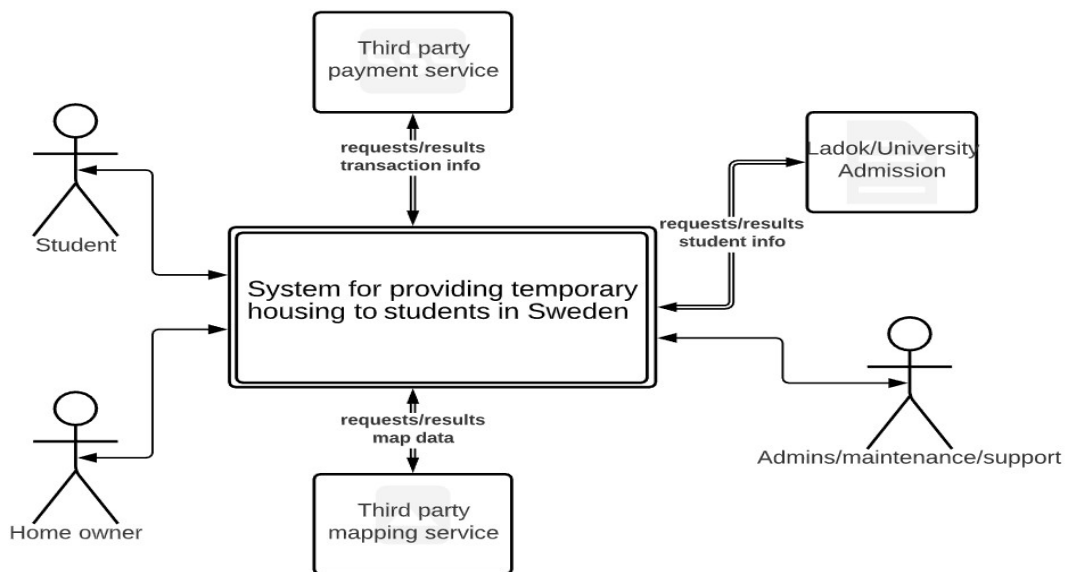 Third party
payment service
requests/results
transaction info
Ladok/University
Admission
requests/results
student info
Student
System for providing temporary
housing to students in Sweden
requests/results
map data
Admins/maintenance/support
Third party
mapping service
Home owner